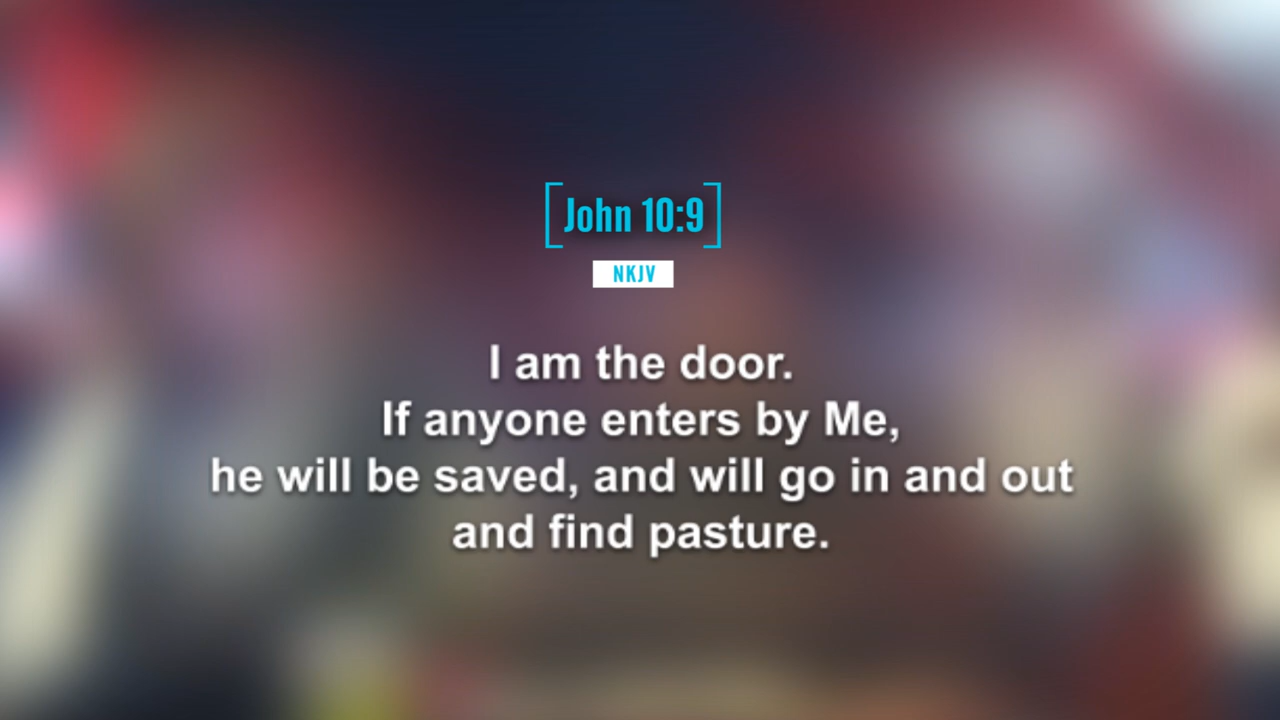 [John 10:9]
NKJV
I am the door.
If anyone enters by Me,
he will be saved, and will go in and out
and find pasture.